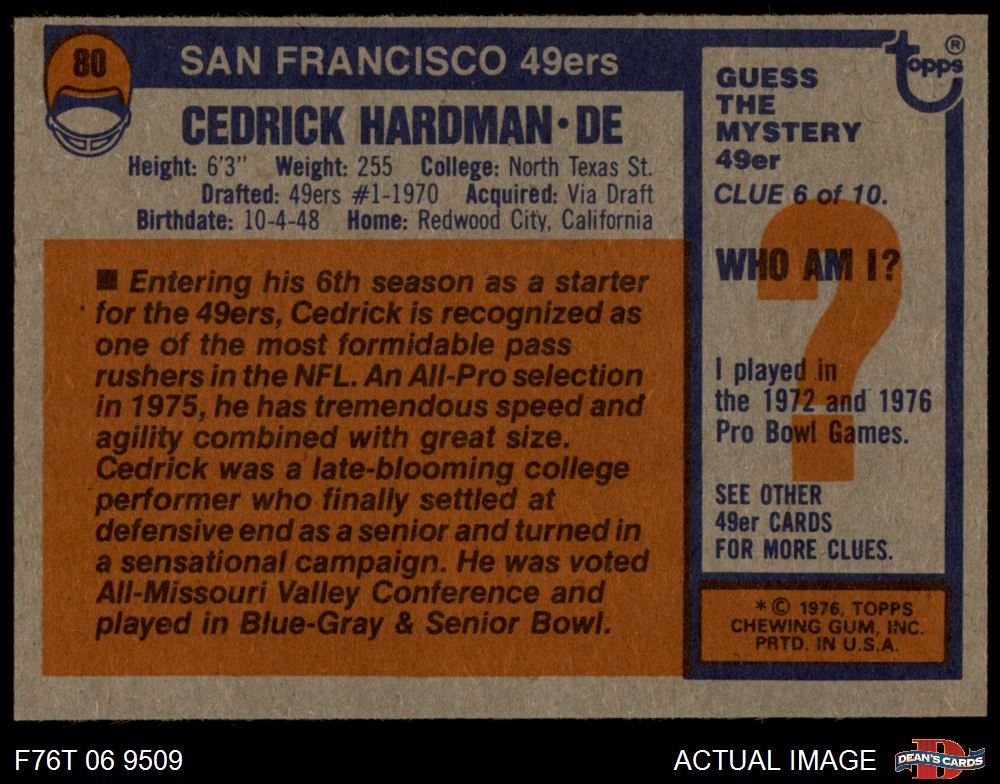 80
SAN FRANCISCO 49ers
CEDRICK HARDMAN•DE
Height: 6'3" Weight: 255 College: North Texas St.
Drafted: 49ers #1-1970 Acquired: Via Draft
Birthdate: 10-4-48 Home: Redwood City, California
■ Entering his 6th season as a starter
for the 49ers, Cedrick is recognized as
one of the most formidable pass
rushers in the NFL. An All-Pro selection
in 1975, he has tremendous speed and
agility combined with great size.
Cedrick was a late-blooming college
performer who finally settled at
defensive end as a senior and turned in
a sensational campaign. He was voted
All-Missouri Valley Conference and
played in Blue-Gray & Senior Bowl.
topps ®
GUESS
THE
MYSTERY
49er
CLUE 6 of 10.
?
WHO AM I?
I played in
the 1972 and 1976
Pro Bowl Games.
SEE OTHER
49er CARDS
FOR MORE CLUES.
*© 1976, TOPPS
CHEWING GUM, INC.
PRTD. IN U.S.A.
F76T 06 9509
ACTUAL IMAGE
D
DEAN'S CARDS